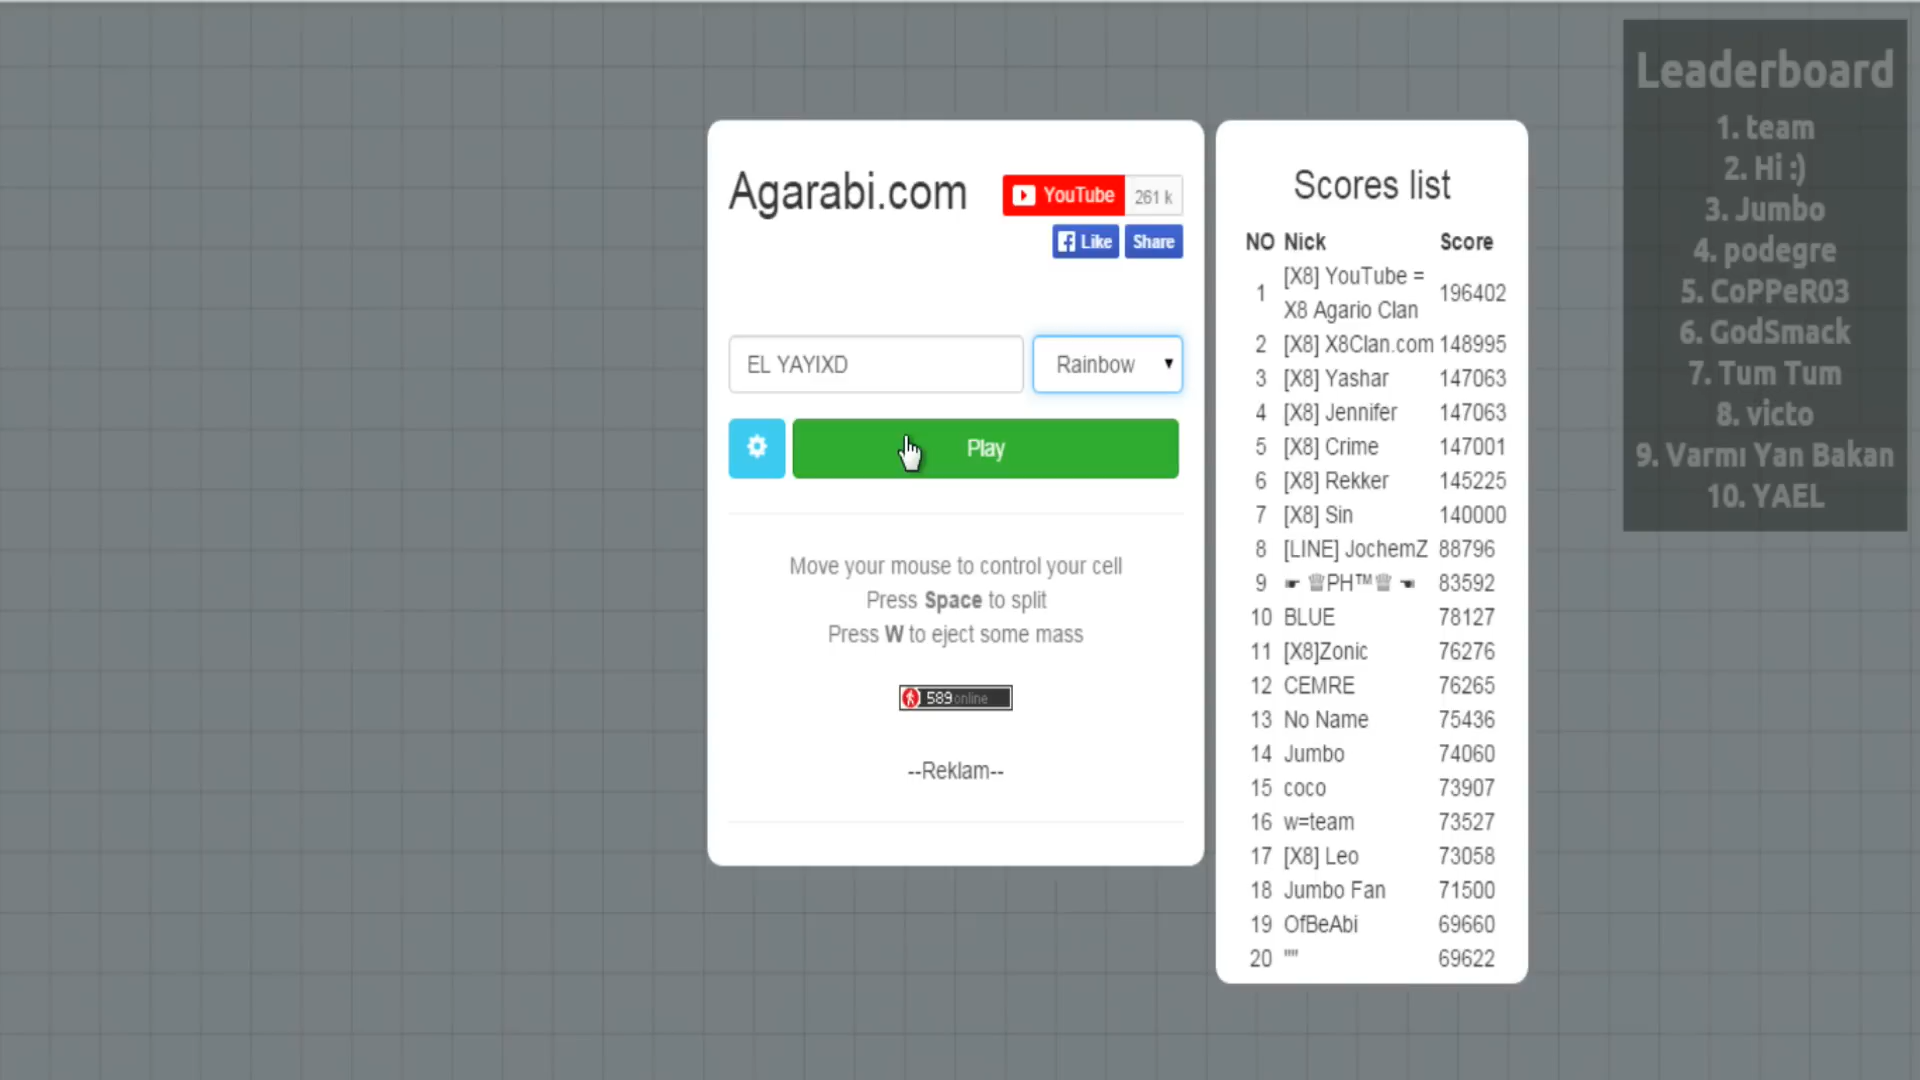 Agarabi.com
YouTube 261 k
Like Share
EL YAYIXD
Rainbow
Play
Move your mouse to control your cell
Press Space to split
Press W to eject some mass
589 online
--Reklam--
Scores list
NO Nick Score
1 [X8] YouTube =
X8 Agario Clan 196402
2 [X8] X8Clan.com 148995
3 [X8] Yashar 147063
4 [X8] Jennifer 147063
5 [X8] Crime 147001
6 [X8] Rekker 145225
7 [X8] Sin 140000
8 [LINE] JochemZ 88796
9 ☛ ♕PH™♕ ☚ 83592
10 BLUE 78127
11 [X8]Zonic 76276
12 CEMRE 76265
13 No Name 75436
14 Jumbo 74060
15 coco 73907
16 w=team 73527
17 [X8] Leo 73058
18 Jumbo Fan 71500
19 OfBeAbi 69660
20 "" 69622
Leaderboard
1. team
2. Hi :)
3. Jumbo
4. podegre
5. CoPPeR03
6. GodSmack
7. Tum Tum
8. victo
9. Varmı Yan Bakan
10. YAEL